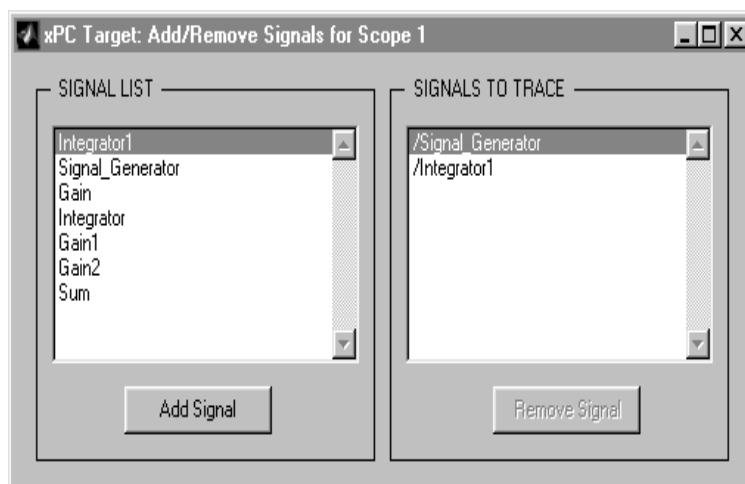 xPC Target: Add/Remove Signals for Scope 1
SIGNAL LIST
Integrator1
Signal_Generator
Gain
Integrator
Gain1
Gain2
Sum
Add Signal
SIGNALS TO TRACE
/Signal_Generator
/Integrator1
Remove Signal